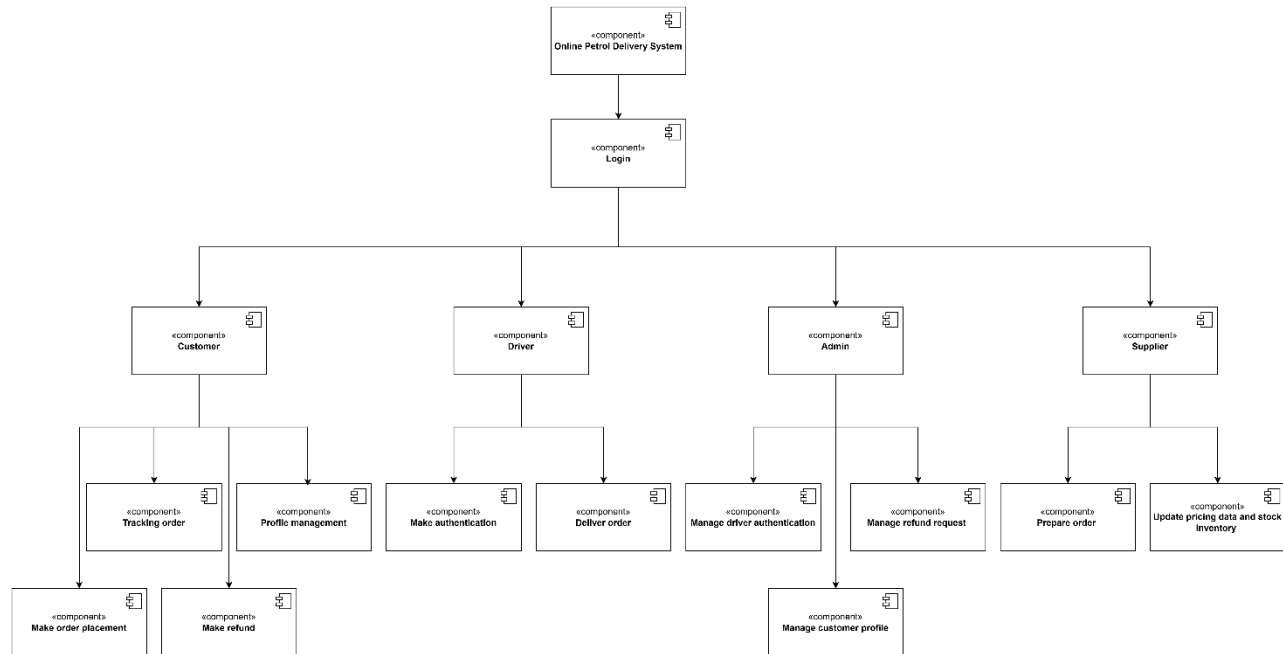 «component»
Online Petrol Delivery System
«component»
Login
«component»
Customer
«component»
Driver
«component»
Admin
«component»
Supplier
«component»
Tracking order
«component»
Profile management
«component»
Make authentication
«component»
Deliver order
«component»
Manage driver authentication
«component»
Manage refund request
«component»
Prepare order
«component»
Update pricing data and stock
inventory
«component»
Make order placement
«component»
Make refund
«component»
Manage customer profile